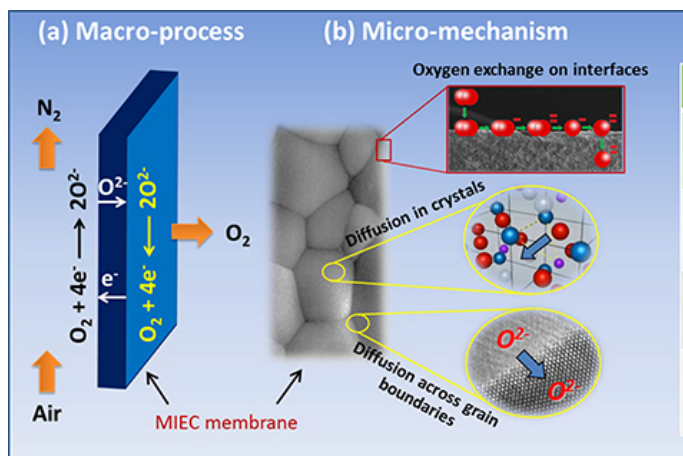 (a) Macro-process
(b) Micro-mechanism
N₂
O₂ + 4e⁻ → 2O²⁻
O²⁻
e⁻
O₂ + 4e⁻ ← 2O²⁻
O₂
Air
MIEC membrane
Oxygen exchange on interfaces
Diffusion in crystals
Diffusion across grain
boundaries
O²⁻
O²⁻